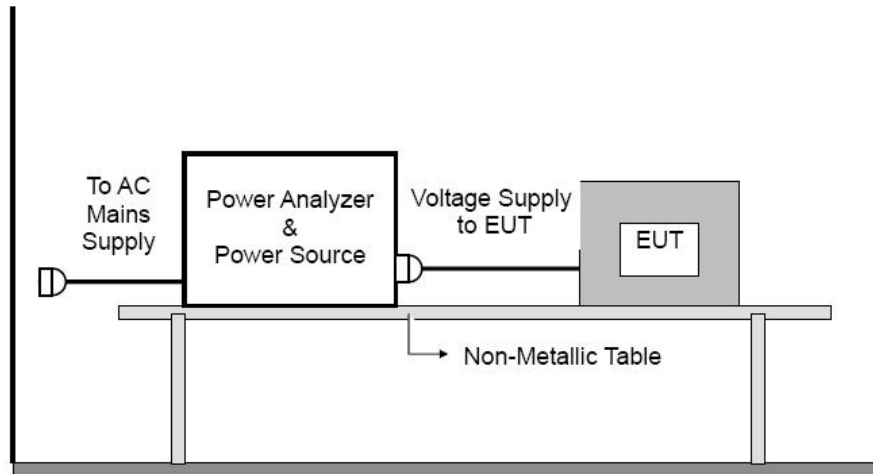 To AC
Mains
Supply
Power Analyzer
&
Power Source
Voltage Supply
to EUT
EUT
Non-Metallic Table